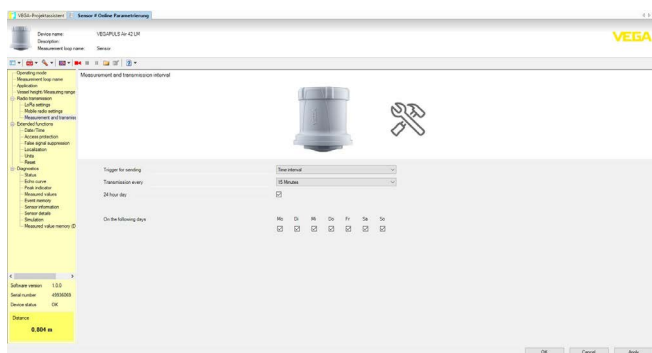 VEGA-Projektassistent
Sensor # Online Parametrierung
Device name: VEGAPULS Air 42 UM
Description:
Measurement loop name: Sensor
VEGA
Operating mode
Measurement loop name
Application
Vessel height/Measuring range
Radio transmission
LoRa settings
Mobile radio settings
Measurement and transmiss
Extended functions
Date/Time
Access protection
False signal suppression
Localization
Units
Reset
Diagnostics
Status
Echo curve
Peak indicator
Measured values
Event memory
Sensor information
Sensor details
Simulation
Measured value memory (D
Measurement and transmission interval
Trigger for sending Time interval
Transmission every 15 Minutes
24 hour day
On the following days Mo Di Mi Do Fr Sa So
Software version 1.0.0
Serial number
Device status OK
Distance
0,804 m
OK Cancel Apply